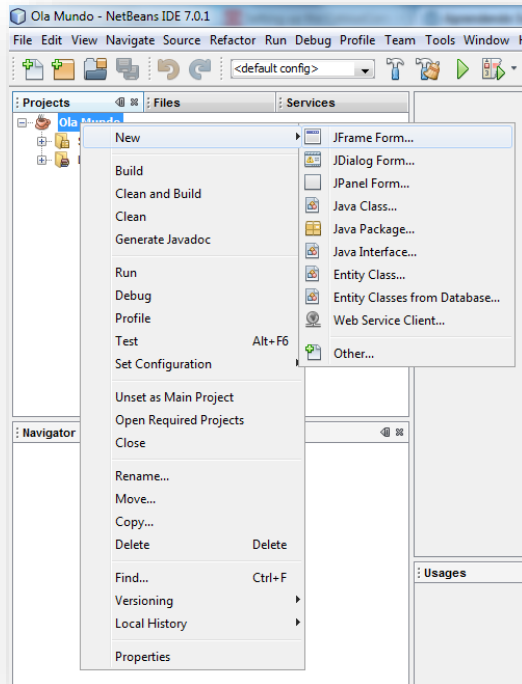 Ola Mundo - NetBeans IDE 7.0.1
File Edit View Navigate Source Refactor Run Debug Profile Team Tools Window
<default config>
Projects
Files
Services
Ola Mundo
New
Build
Clean and Build
Clean
Generate Javadoc
Run
Debug
Profile
Test Alt+F6
Set Configuration
Unset as Main Project
Open Required Projects
Close
Rename...
Move...
Copy...
Delete Delete
Find... Ctrl+F
Versioning
Local History
Properties
JFrame Form...
JDialog Form...
JPanel Form...
Java Class...
Java Package...
Java Interface...
Entity Class...
Entity Classes from Database...
Web Service Client...
Other...
Navigator
Usages